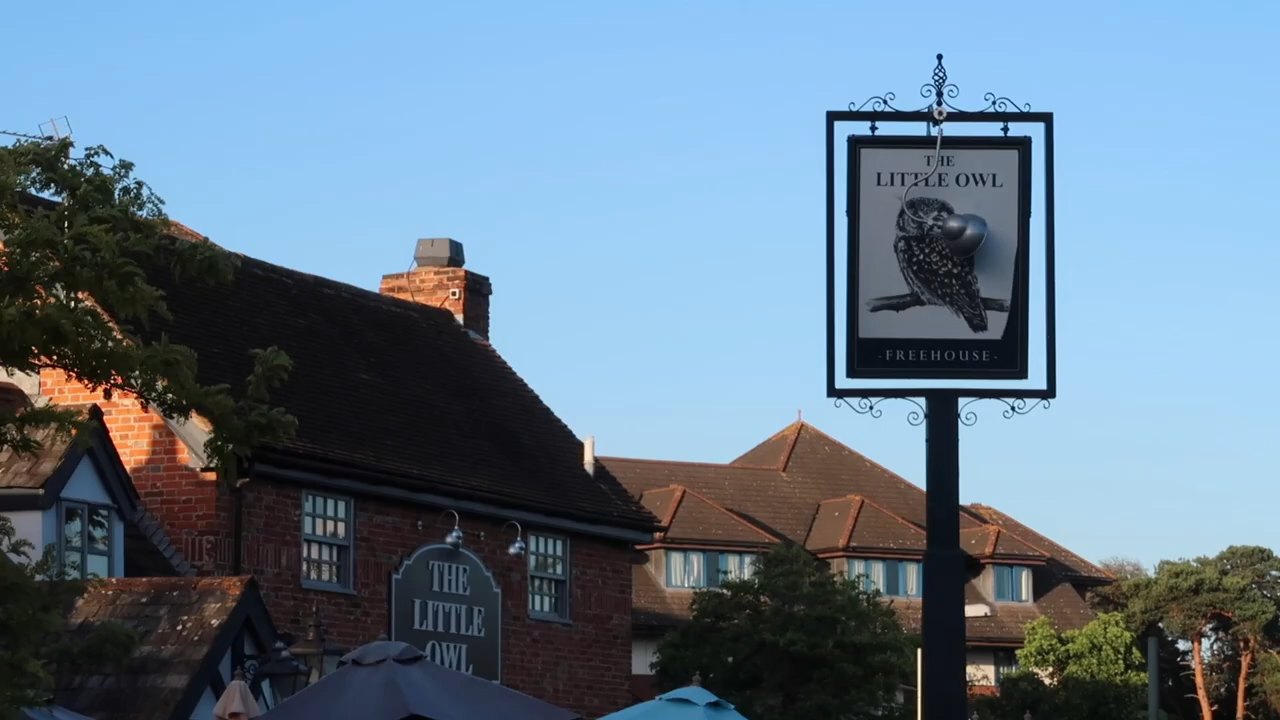 THE
LITTLE OWL
-FREEHOUSE-
THE
LITTLE
OWL